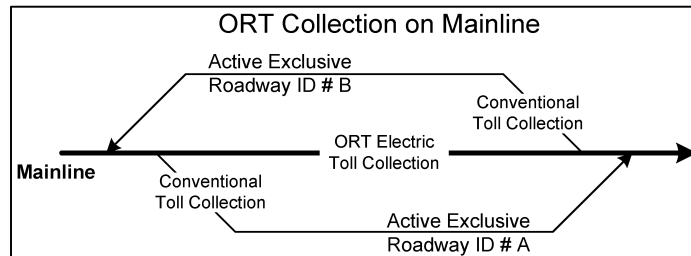 ORT Collection on Mainline
Active Exclusive
Roadway ID # B
Conventional
Toll Collection
ORT Electric
Toll Collection
Mainline
Conventional
Toll Collection
Active Exclusive
Roadway ID # A